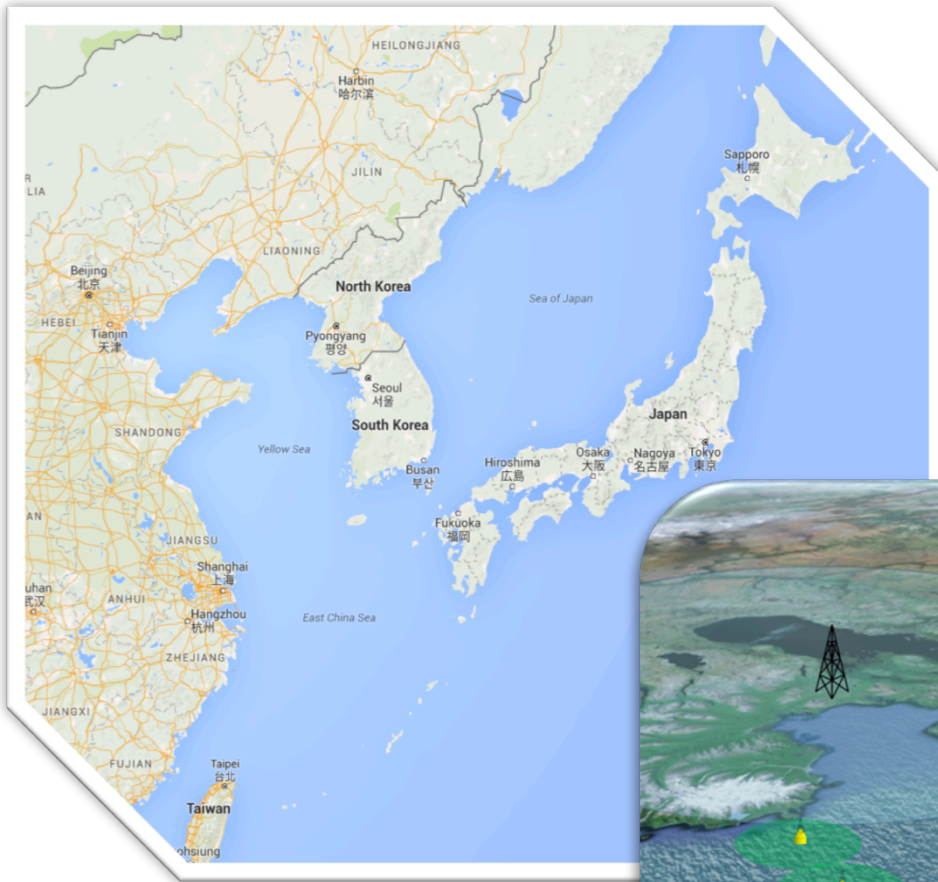 HEILONGJIANG
Harbin
哈尔滨
Sapporo
札幌
JILIN
LIAONING
Beijing
北京
North Korea
Sea of Japan
HEBEI
Tianjin
天津
Pyongyang
평양
Seoul
서울
Japan
South Korea
SHANDONG
Yellow Sea
Busan
부산
Hiroshima
広島
Osaka
大阪
Nagoya
名古屋
Tokyo
東京
Fukuoka
福岡
JIANGSU
Shanghai
上海
ANHUI
武汉
Hangzhou
杭州
East China Sea
ZHEJIANG
JIANGXI
FUJIAN
Taipei
台北
Taiwan